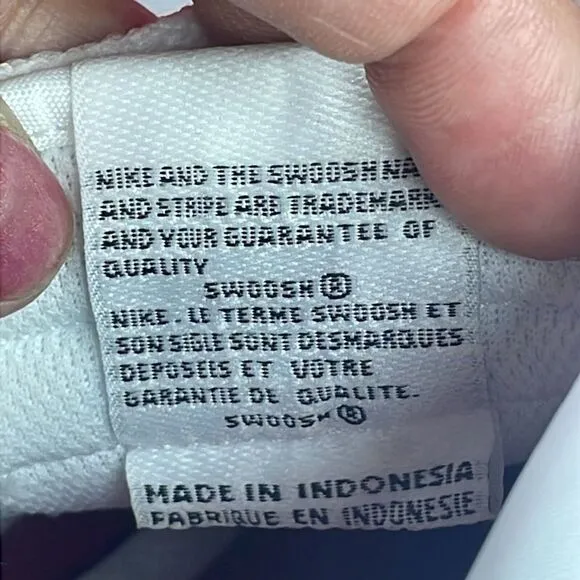 NIKE AND THE SWOOSH NA
AND STRIPE ARE TRADEMARK
AND YOUR GUARANTEE OF
QUALITY
SWOOSH®
NIKE. LE TERME SWOOSH ET
SON SIGLE SONT DESMARQUES
DEPOSEES ET VOTRE
GARANTIE DE QUALITE.
SWOOSH®
MADE IN INDONESIA
FABRIQUE EN INDONESIE